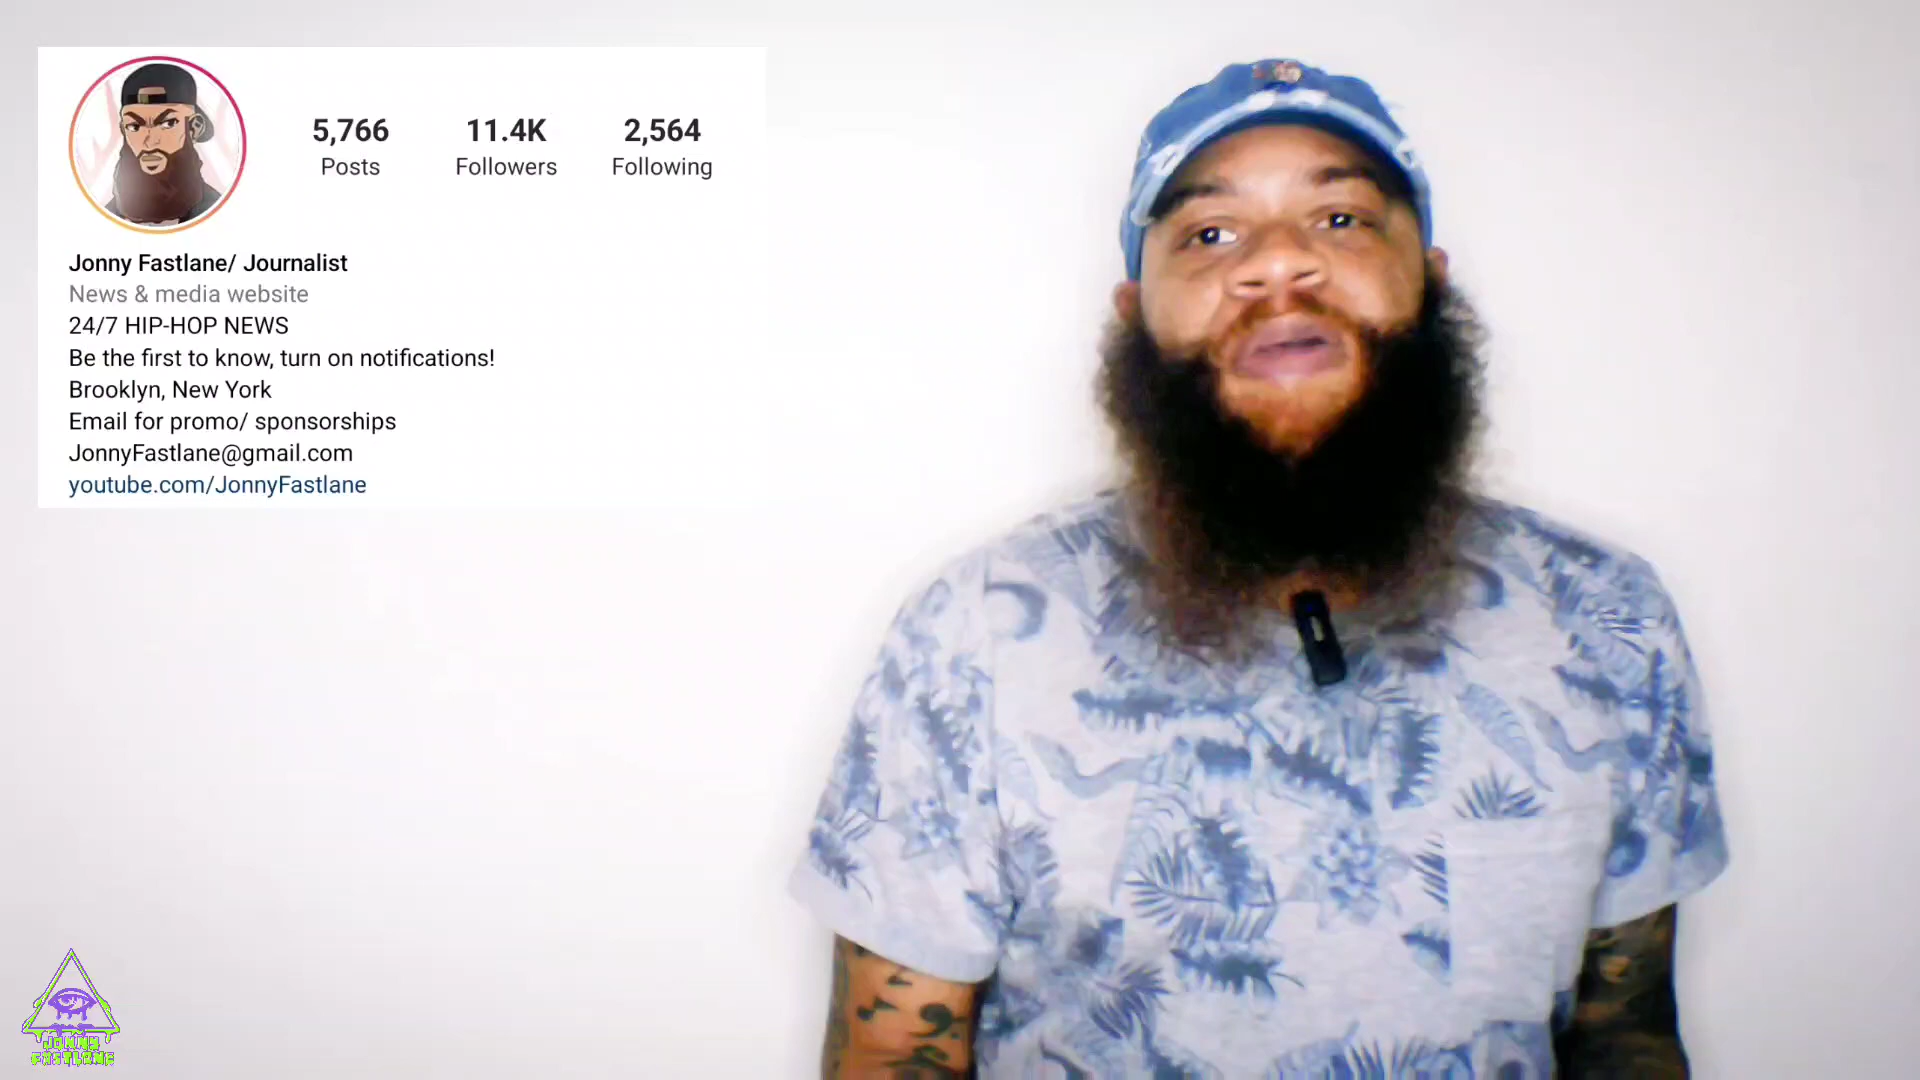 5,766 11.4K 2,564
Posts Followers Following
Jonny Fastlane/ Journalist
News & media website
24/7 HIP-HOP NEWS
Be the first to know, turn on notifications!
Brooklyn, New York
Email for promo/ sponsorships
JonnyFastlane@gmail.com
youtube.com/JonnyFastlane
JONNY
FASTLANE